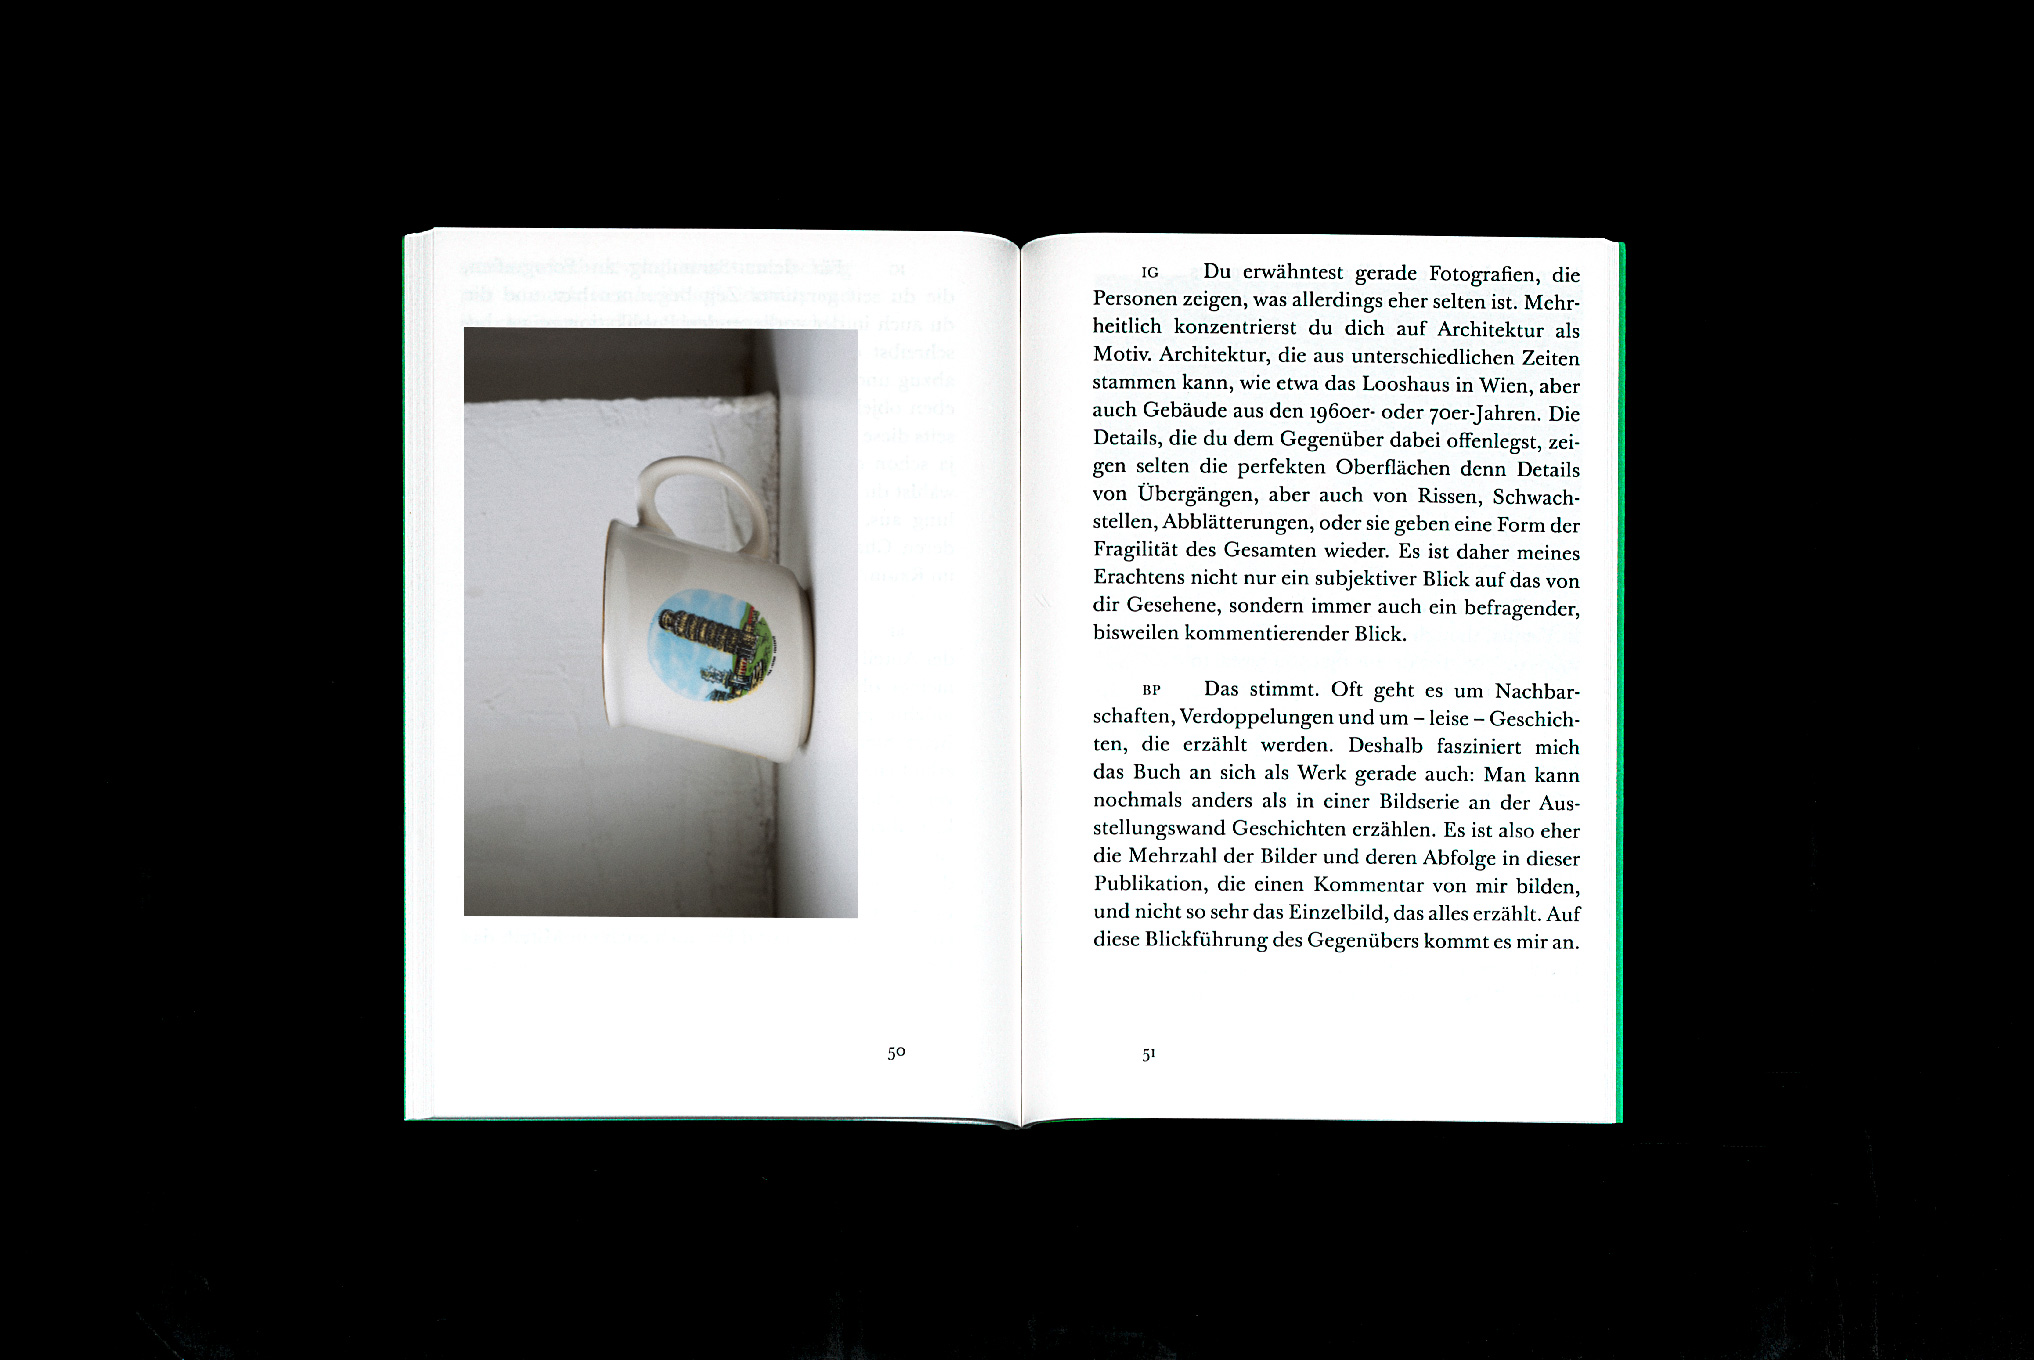 50
IG Du erwähntest gerade Fotografien, die
Personen zeigen, was allerdings eher selten ist. Mehr-
heitlich konzentrierst du dich auf Architektur als
Motiv. Architektur, die aus unterschiedlichen Zeiten
stammen kann, wie etwa das Looshaus in Wien, aber
auch Gebäude aus den 1960er- oder 70er-Jahren. Die
Details, die du dem Gegenüber dabei offenlegst, zei-
gen selten die perfekten Oberflächen denn Details
von Übergängen, aber auch von Rissen, Schwach-
stellen, Abblätterungen, oder sie geben eine Form der
Fragilität des Gesamten wieder. Es ist daher meines
Erachtens nicht nur ein subjektiver Blick auf das von
dir Gesehene, sondern immer auch ein befragender,
bisweilen kommentierender Blick.
BP Das stimmt. Oft geht es um Nachbar-
schaften, Verdoppelungen und um – leise – Geschich-
ten, die erzählt werden. Deshalb fasziniert mich
das Buch an sich als Werk gerade auch: Man kann
nochmals anders als in einer Bildserie an der Aus-
stellungswand Geschichten erzählen. Es ist also eher
die Mehrzahl der Bilder und deren Abfolge in dieser
Publikation, die einen Kommentar von mir bilden,
und nicht so sehr das Einzelbild, das alles erzählt. Auf
diese Blickführung des Gegenübers kommt es mir an.
51